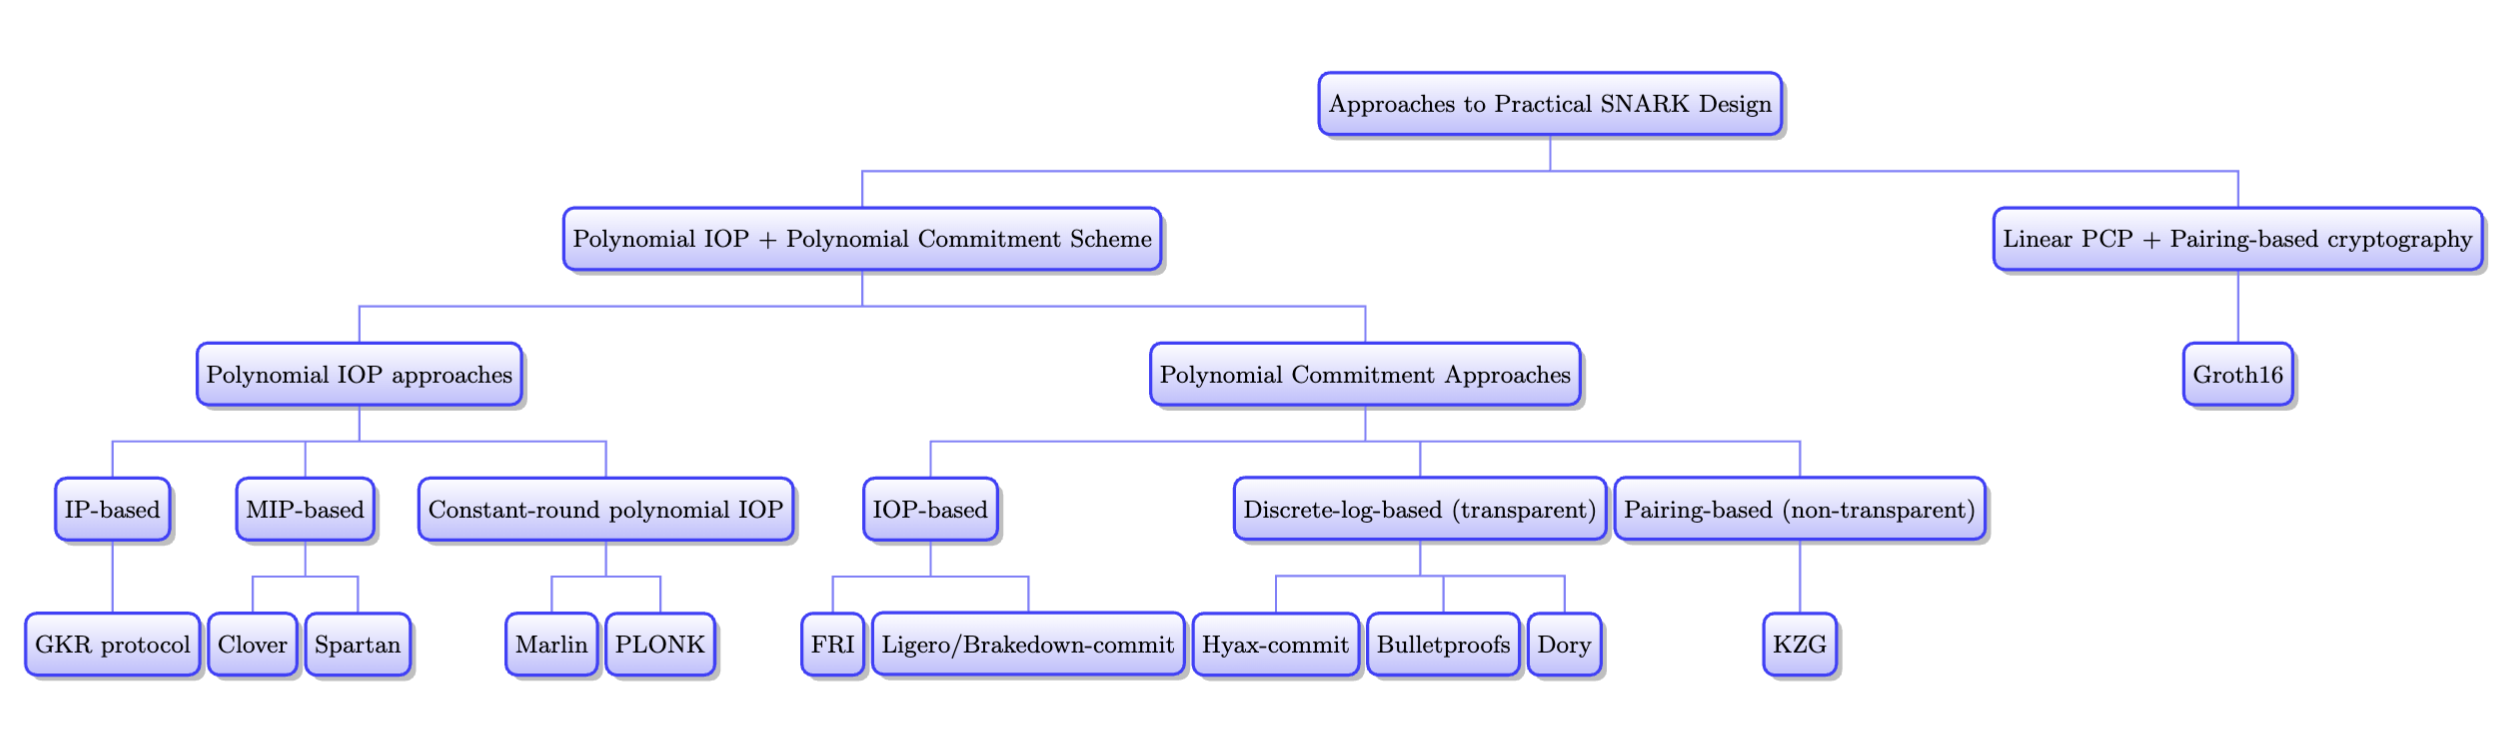 Approaches to Practical SNARK Design
Polynomial IOP + Polynomial Commitment Scheme
Linear PCP + Pairing-based cryptography
Polynomial IOP approaches
Polynomial Commitment Approaches
Groth16
IP-based
MIP-based
Constant-round polynomial IOP
IOP-based
Discrete-log-based (transparent)
Pairing-based (non-transparent)
GKR protocol
Clover
Spartan
Marlin
PLONK
FRI
Ligero/Brakedown-commit
Hyax-commit
Bulletproofs
Dory
KZG